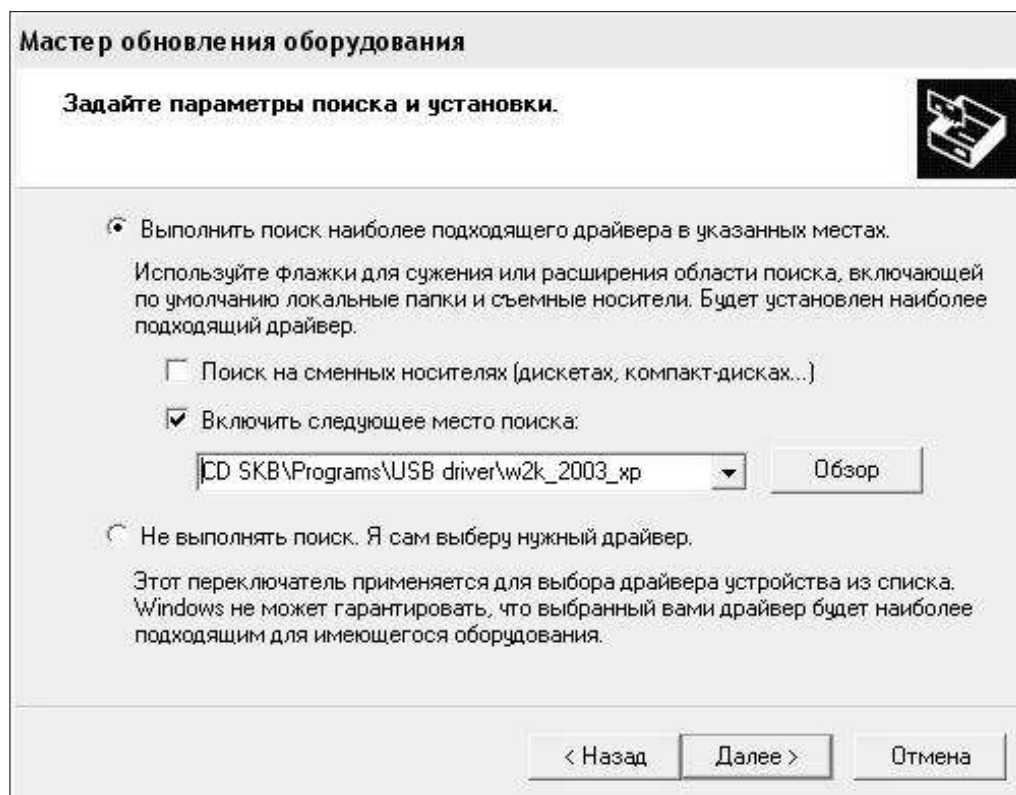 Мастер обновления оборудования
Задайте параметры поиска и установки.
Выполнить поиск наиболее подходящего драйвера в указанных местах.
Используйте флажки для сужения или расширения области поиска, включающей
по умолчанию локальные папки и съемные носители. Будет установлен наиболее
подходящий драйвер.
Поиск на сменных носителях (дискетах, компакт-дисках...)
Включить следующее место поиска:
CD SKB\Programs\USB driver\w2k_2003_xp
Обзор
Не выполнять поиск. Я сам выберу нужный драйвер.
Этот переключатель применяется для выбора драйвера устройства из списка.
Windows не может гарантировать, что выбранный вами драйвер будет наиболее
подходящим для имеющегося оборудования.
< Назад
Далее >
Отмена